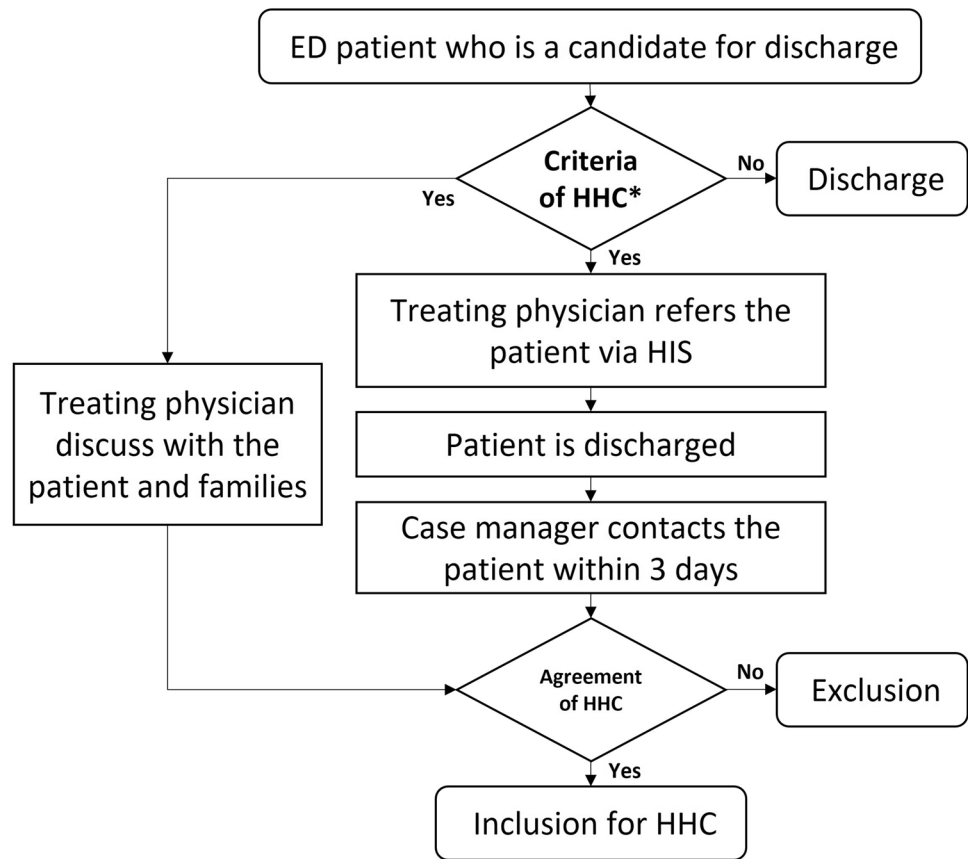 ED patient who is a candidate for discharge
Criteria
of HHC*
No
Discharge
Yes
Yes
Treating physician refers the
patient via HIS
Treating physician
discuss with the
patient and families
Patient is discharged
Case manager contacts the
patient within 3 days
Agreement
of HHC
No
Exclusion
Yes
Inclusion for HHC